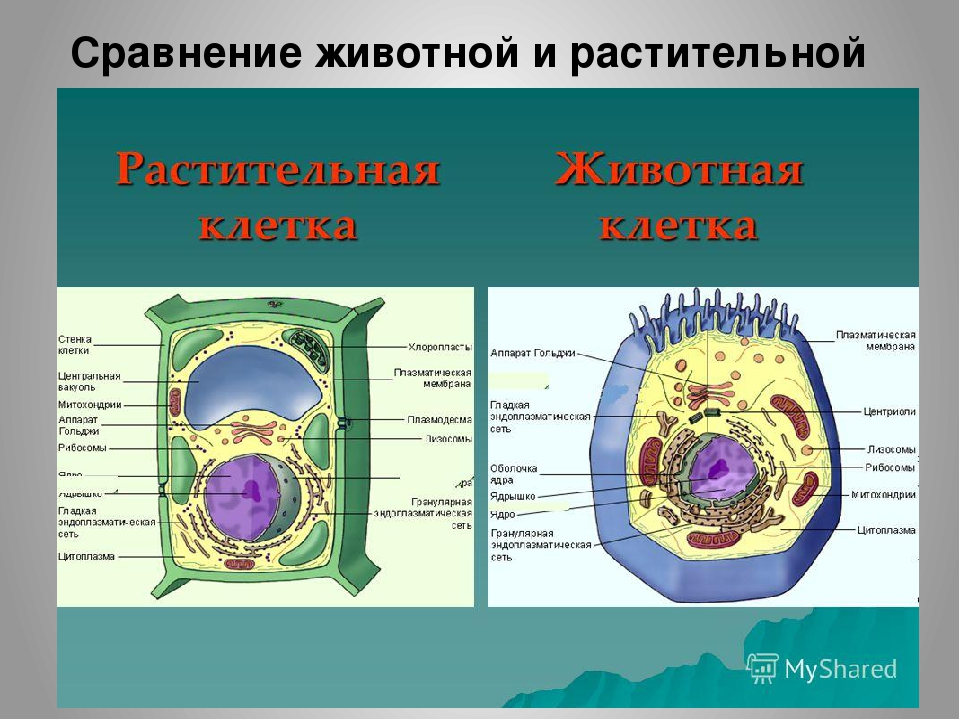 Сравнение животной и растительной
Растительная
клетка
Животная
клетка
Стенка
клетки
Центральная
вакуоль
Митохондрии
Аппарат
Гольджи
Рибосомы
Ядро
Ядрышко
Гладкая
эндоплазматическая
сеть
Цитоплазма
Хлоропласты
Плазматическая
мембрана
Плазмодесма
Лизосомы
Гранулярная
эндоплазматическая
сеть
Аппарат Гольджи
Гладкая
эндоплазматическая
сеть
Оболочка
ядра
Ядрышко
Ядро
Гранулярная
эндоплазматическая
сеть
Плазматическая
мембрана
Центриоли
Лизосомы
Рибосомы
Митохондрии
Цитоплазма
MyShared